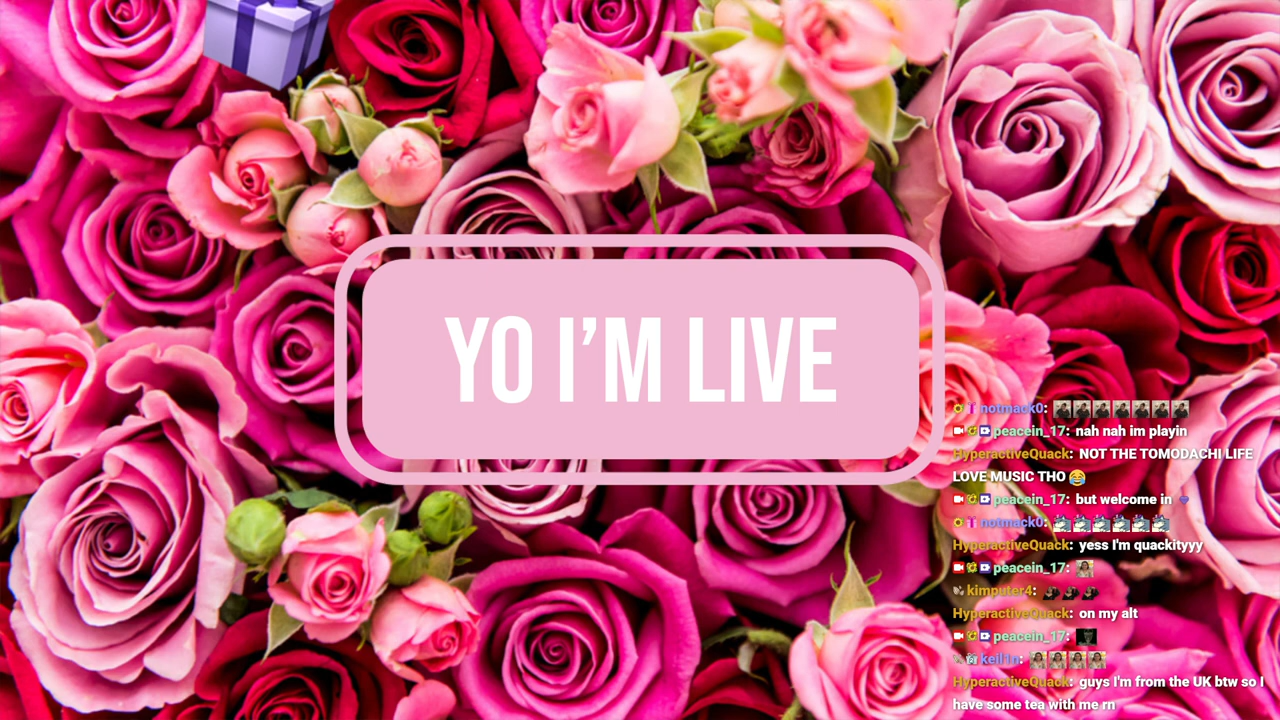 YO I'M LIVE
notmack0:
peacein_17: nah nah im playin
HyperactiveQuack: NOT THE TOMODACHI LIFE
LOVE MUSIC THO 😂
peacein_17: but welcome in
notmack0:
HyperactiveQuack: yess I'm quackityyy
peacein_17:
kimputer4:
HyperactiveQuack: on my alt
peacein_17:
HyperactiveQuack: guys I'm from the UK btw so I
have some tea with me rn